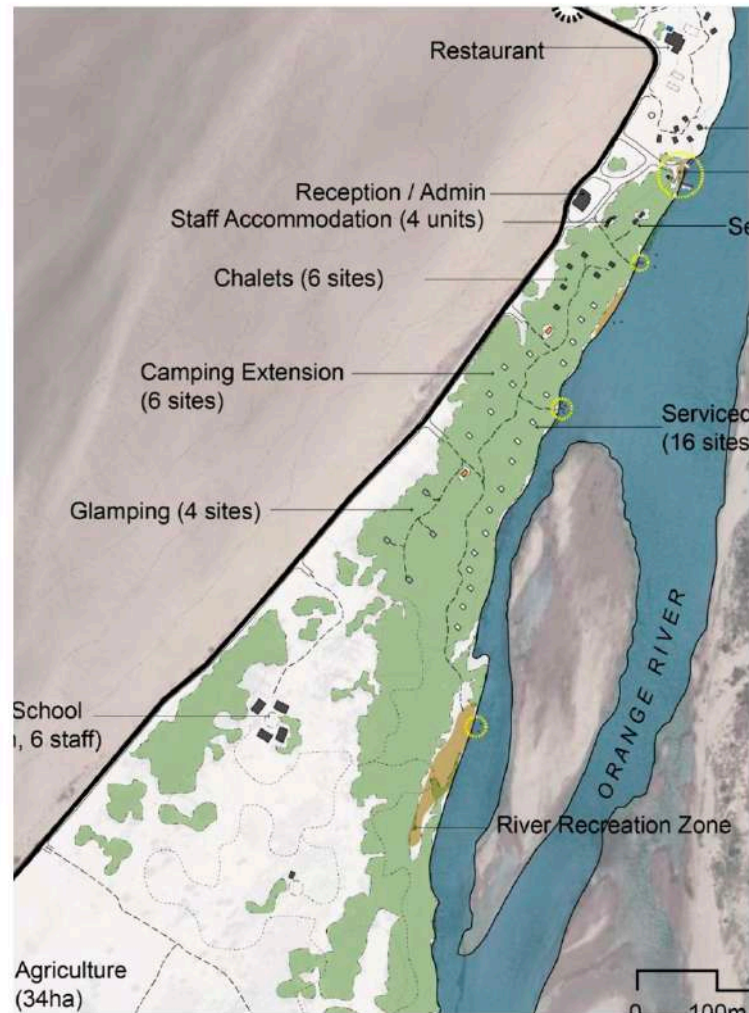 Restaurant
Reception / Admin
Staff Accommodation (4 units)
Se
Chalets (6 sites)
Camping Extension
(6 sites)
Serviced
(16 sites
Glamping (4 sites)
ORANGE RIVER
School
, 6 staff)
River Recreation Zone
Agriculture
(34ha)
0 100m